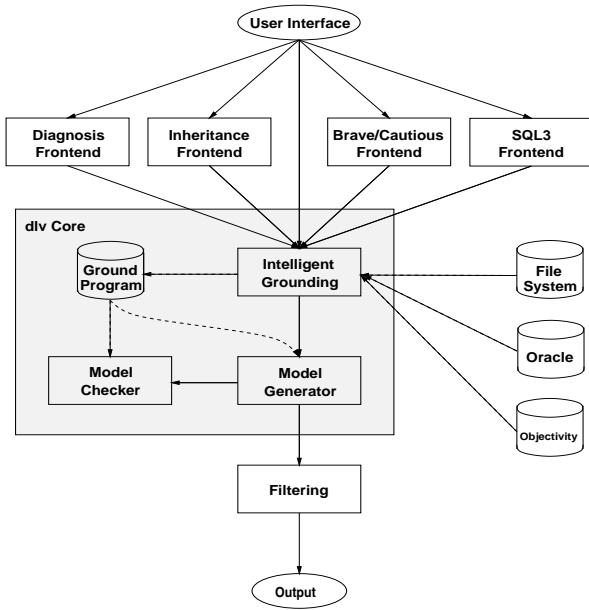 User Interface
Diagnosis
Frontend
Inheritance
Frontend
Brave/Cautious
Frontend
SQL3
Frontend
dlv Core
Ground
Program
Intelligent
Grounding
File
System
Oracle
Model
Checker
Model
Generator
Objectivity
Filtering
Output